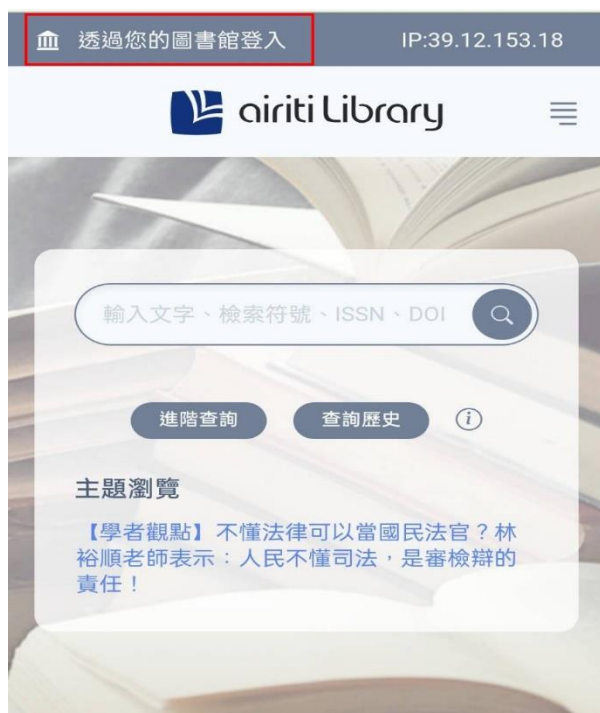 透過您的圖書館登入
IP:39.12.153.18
airiti Library
輸入文字、檢索符號、ISSN、DOI
進階查詢
查詢歷史
i
主題瀏覽
【學者觀點】不懂法律可以當國民法官？林
裕順老師表示：人民不懂司法，是審檢辯的
責任！